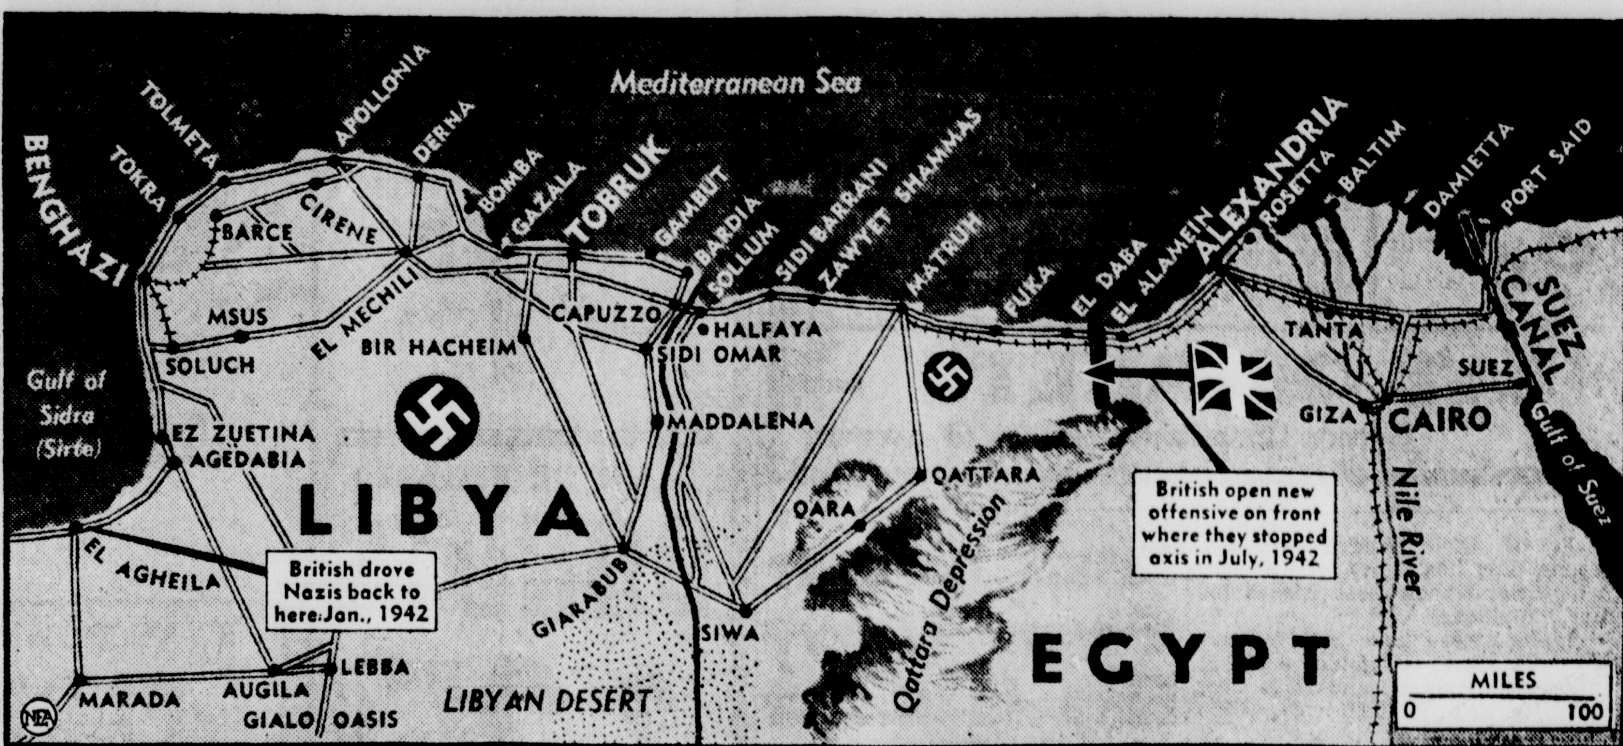 Mediterranean Sea
BENGHAZI
TOKRA
TOLMETA
APOLLONIA
DERNA
BOMBA
GAZALA
TOBRUK
GAMBUT
BARDIA
SOLLUM
SIDI BARRANI
ZAWYET SHAMMAS
MATRUH
FUKA
EL DABA
EL ALAMEIN
ALEXANDRIA
ROSETTA
BALTIM
DAMIETTA
PORT SAID
BARCE
CIRENE
MSUS
EL MECHILI
SOLUCH
BIR HACHEIM
CAPUZZO
HALFAYA
SIDI OMAR
TANTA
SUEZ CANAL
SUEZ
GIZA
CAIRO
Gulf of
Sidra
(Sirte)
EZ ZUETINA
AGEDABIA
MADDALENA
LIBYA
QARA
QATTARA
Qattara Depression
British open new
offensive on front
where they stopped
axis in July, 1942
Nile River
Gulf of Suez
EL AGHEILA
British drove
Nazis back to
here:Jan., 1942
GIARABUB
SIWA
EGYPT
MARADA
AUGILA
LEBBA
GIALO OASIS
LIBYAN DESERT
NEA
MILES
0 100